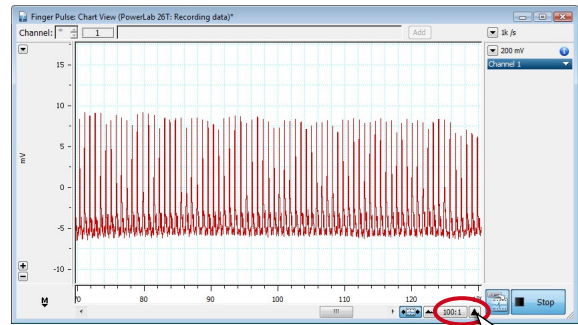 Finger Pulse: Chart View (PowerLab 26T: Recording data)*
Channel: 1 Add 1k /s
200 mV
Channel 1
15
10
5
0
-5
-10
mV
80 90 100 110 120
M 100:1 Stop